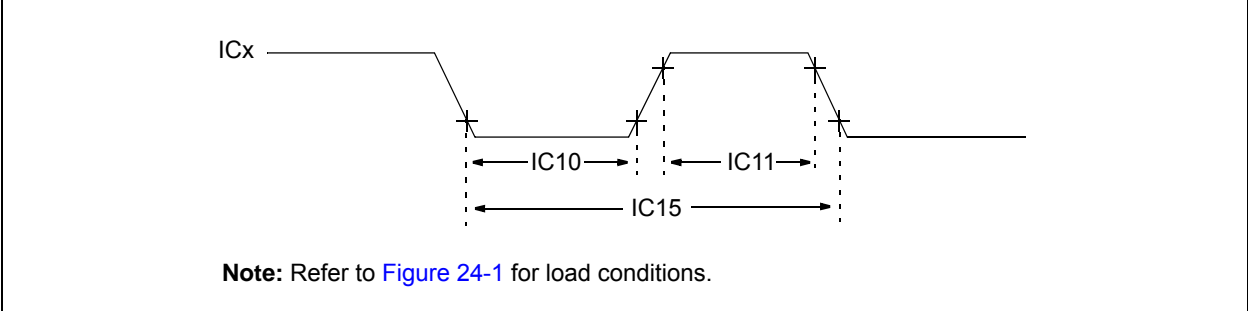 ICx
IC10
IC11
IC15
Note: Refer to Figure 24-1 for load conditions.